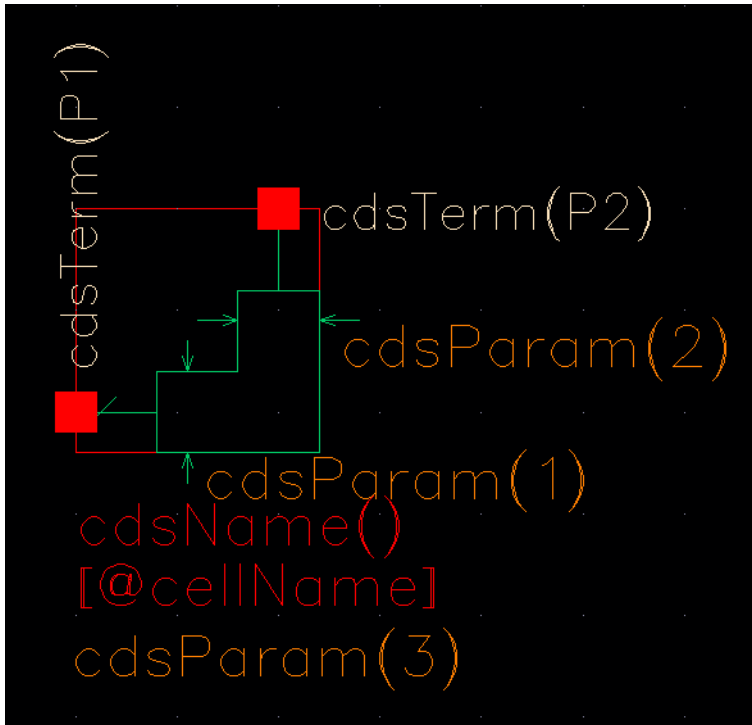 cdsTerm(P1)
cdsTerm(P2)
cdsParam(2)
cdsParam(1)
cdsName()
[@cellName]
cdsParam(3)